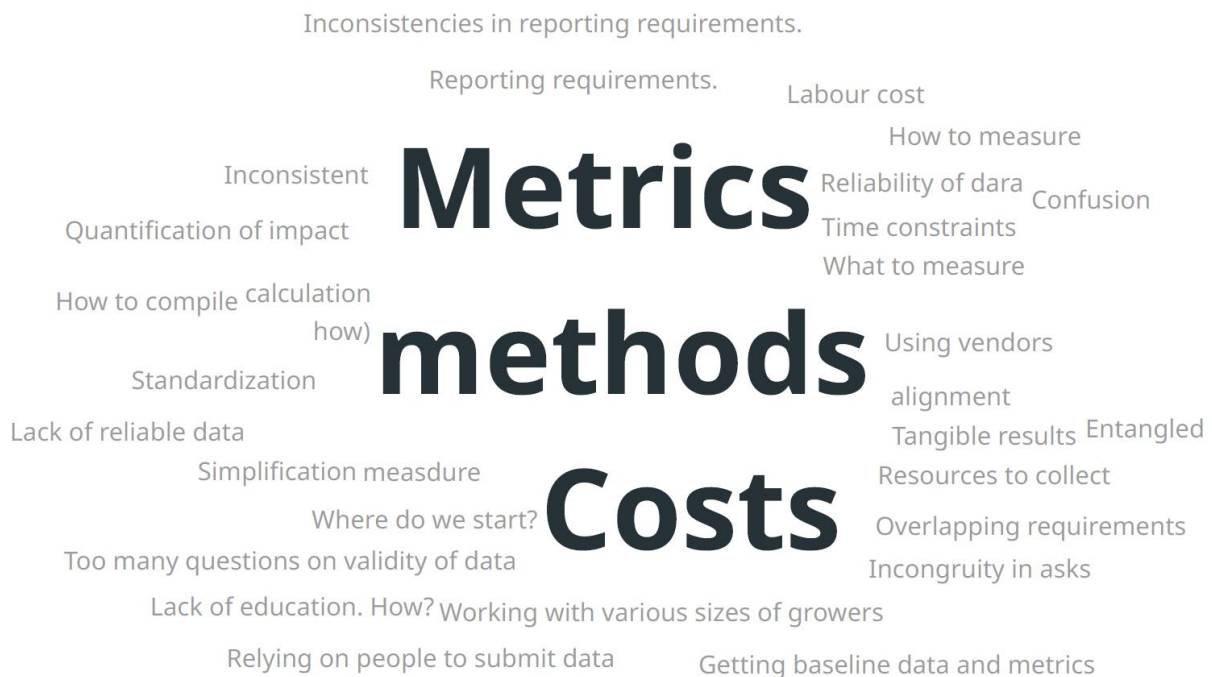 Inconsistencies in reporting requirements.
Reporting requirements.
Labour cost
How to measure
Metrics
Inconsistent
Reliability of dara
Confusion
Quantification of impact
Time constraints
What to measure
How to compile
calculation
how)
methods
Using vendors
Standardization
alignment
Lack of reliable data
Tangible results
Entangled
Simplification
measdure
Resources to collect
Where do we start?
Costs
Overlapping requirements
Too many questions on validity of data
Incongruity in asks
Lack of education. How?
Working with various sizes of growers
Relying on people to submit data
Getting baseline data and metrics